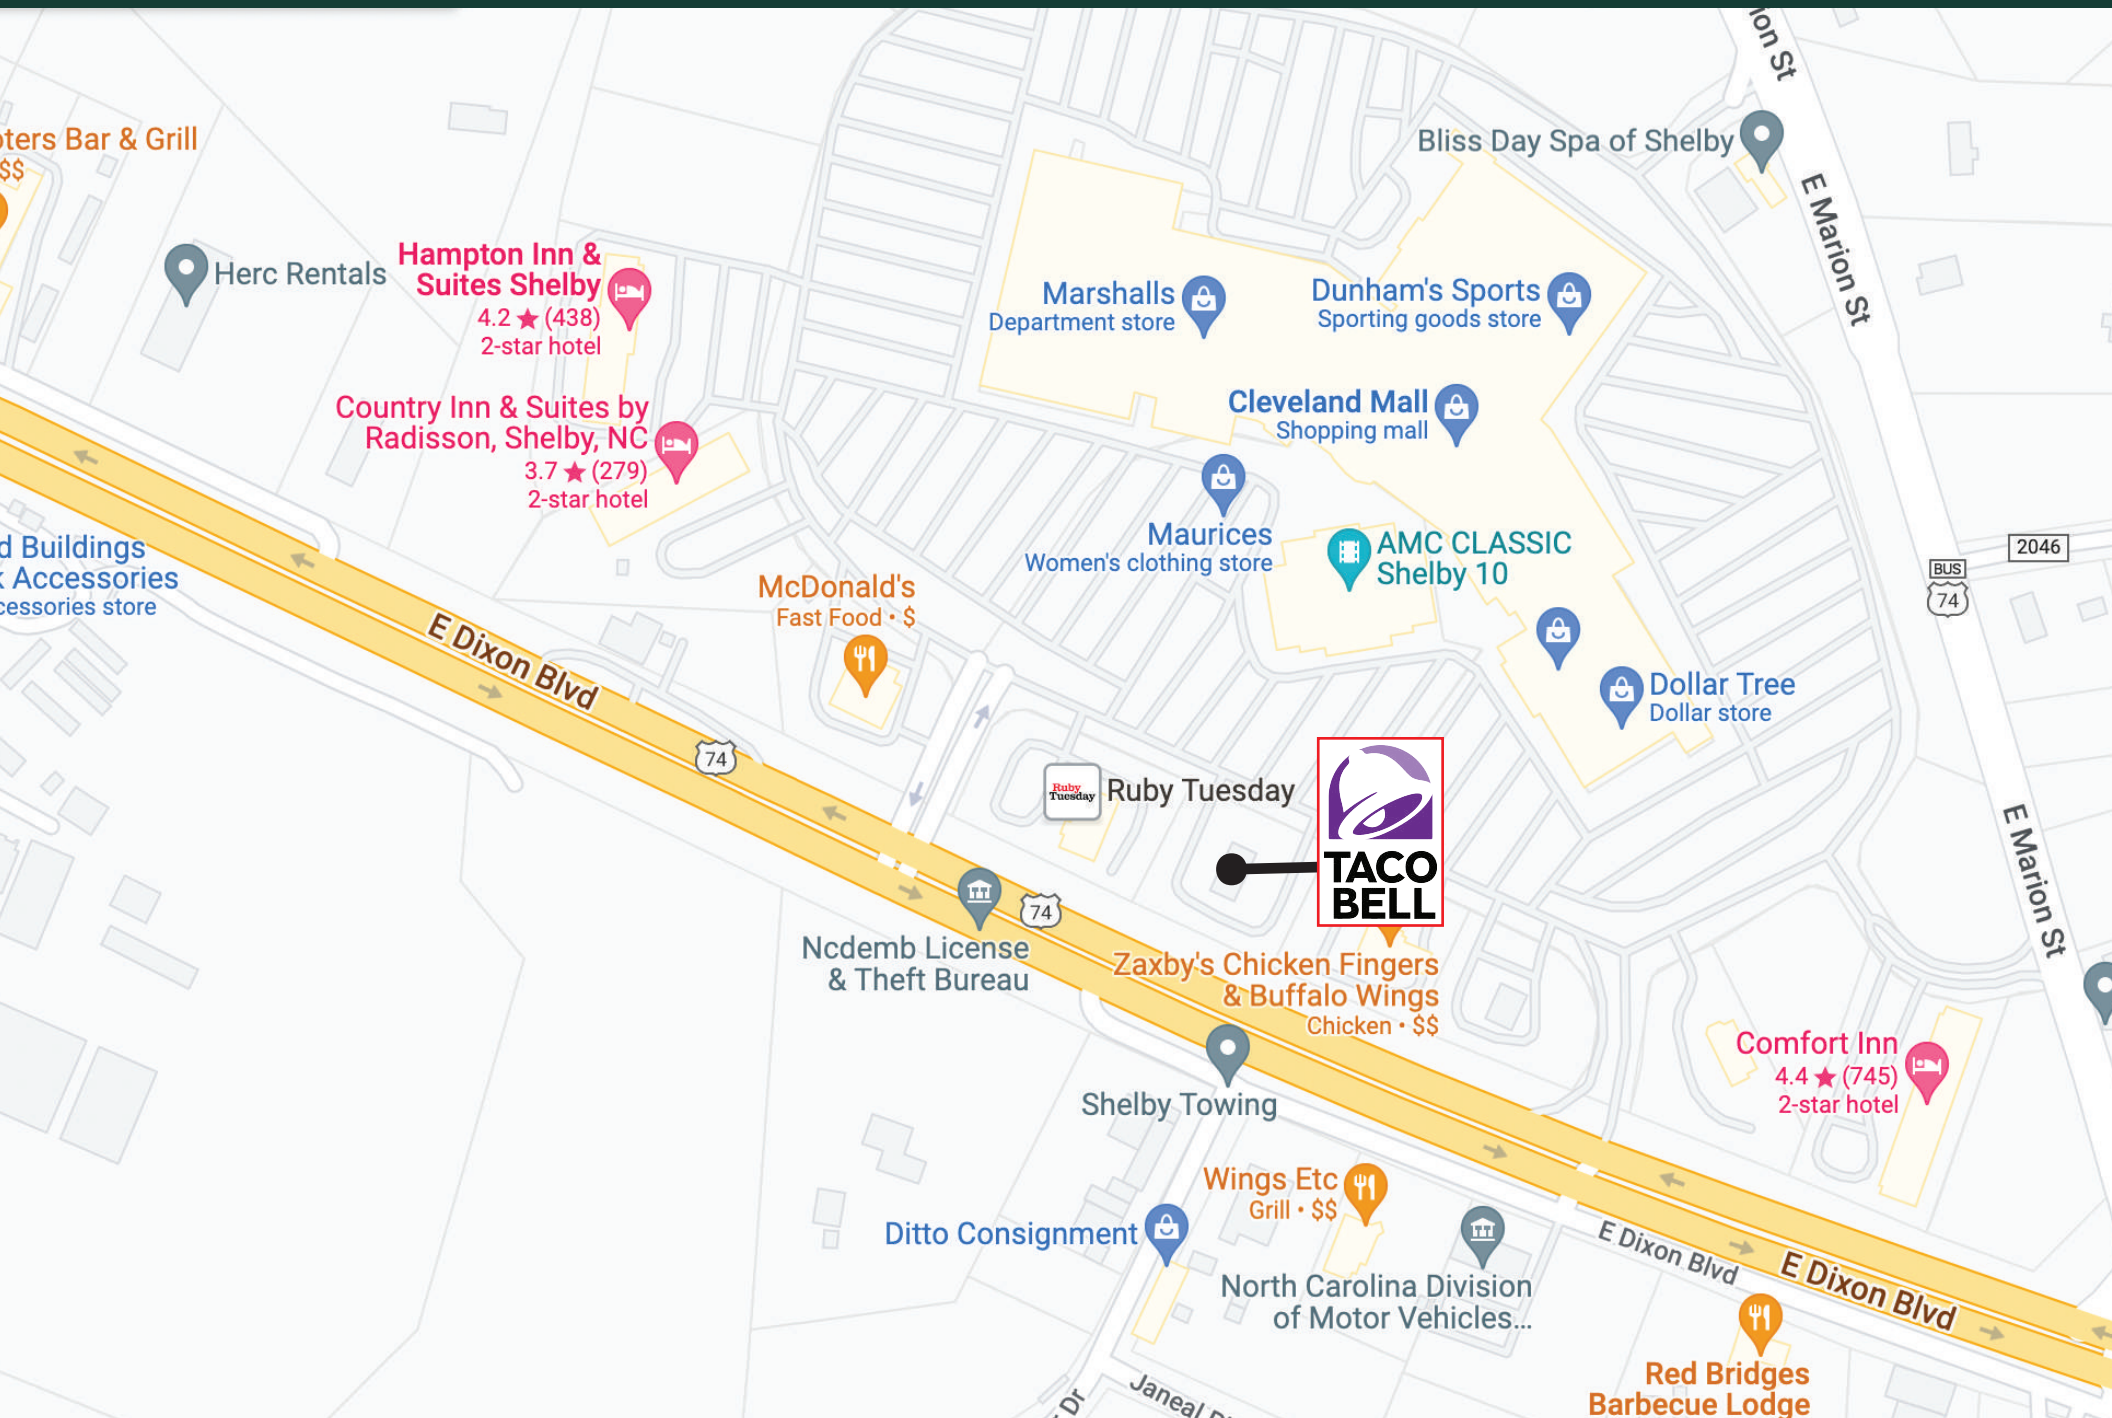 ion St
oters Bar & Grill
$$
Bliss Day Spa of Shelby
E Marion St
Herc Rentals
Hampton Inn &
Suites Shelby
4.2 ★ (438)
2-star hotel
Marshalls
Department store
Dunham's Sports
Sporting goods store
Country Inn & Suites by
Radisson, Shelby, NC
3.7 ★ (279)
2-star hotel
Cleveland Mall
Shopping mall
Maurices
Women's clothing store
AMC CLASSIC
Shelby 10
2046
BUS
74
d Buildings
k Accessories
cessories store
McDonald's
Fast Food • $
E Dixon Blvd
74
Dollar Tree
Dollar store
Ruby
Tuesday
Ruby Tuesday
TACO
BELL
E Marion St
74
Ncdemb License
& Theft Bureau
Zaxby's Chicken Fingers
& Buffalo Wings
Chicken • $$
Comfort Inn
4.4 ★ (745)
2-star hotel
Shelby Towing
Wings Etc
Grill • $$
Ditto Consignment
North Carolina Division
of Motor Vehicles...
E Dixon Blvd
E Dixon Blvd
Red Bridges
Barbecue Lodge
Dr
Janeal